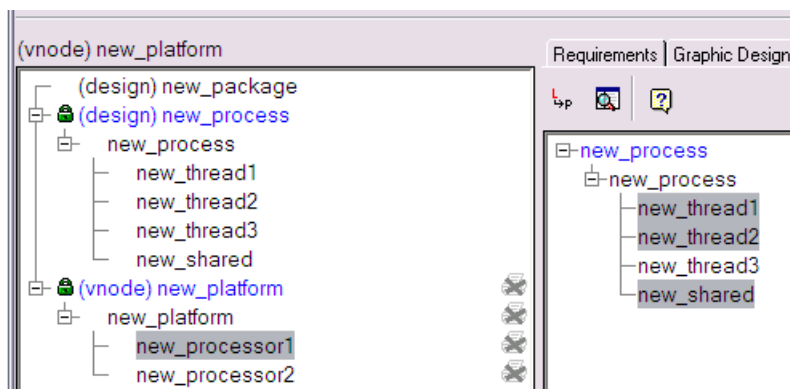 (vnode) new_platform
(design) new_package
(design) new_process
new_process
new_thread1
new_thread2
new_thread3
new_shared
(vnode) new_platform
new_platform
new_processor1
new_processor2
Requirements Graphic Design
L P ?
new_process
new_process
new_thread1
new_thread2
new_thread3
new_shared